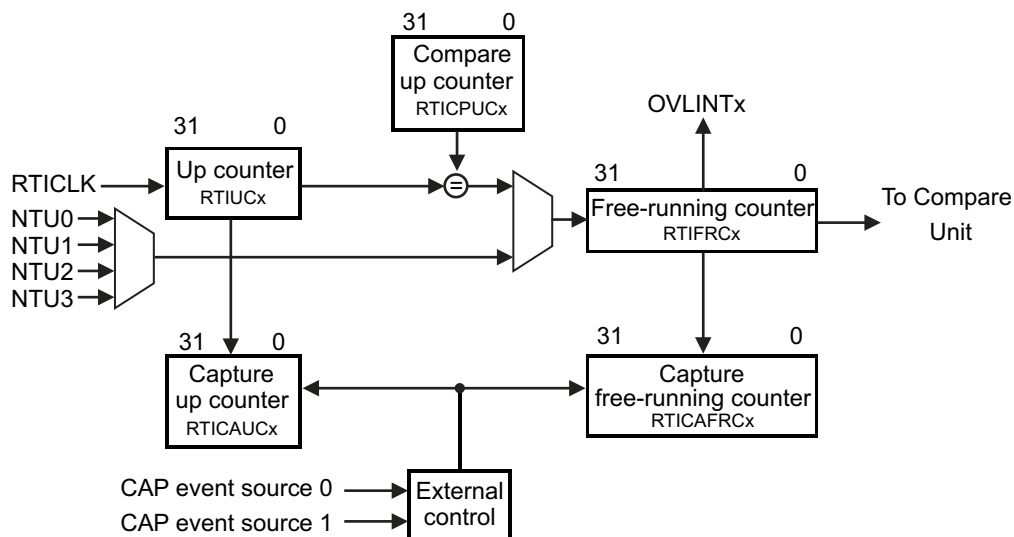 31 0
Compare
up counter
RTICPUCx
OVLINTx
31 0
Up counter
RTIUCx
RTICLK
=
31 0
Free-running counter
RTIFRCx
To Compare
Unit
NTU0
NTU1
NTU2
NTU3
31 0
Capture
up counter
RTICAUCx
31 0
Capture
free-running counter
RTICAFRCx
CAP event source 0
CAP event source 1
External
control